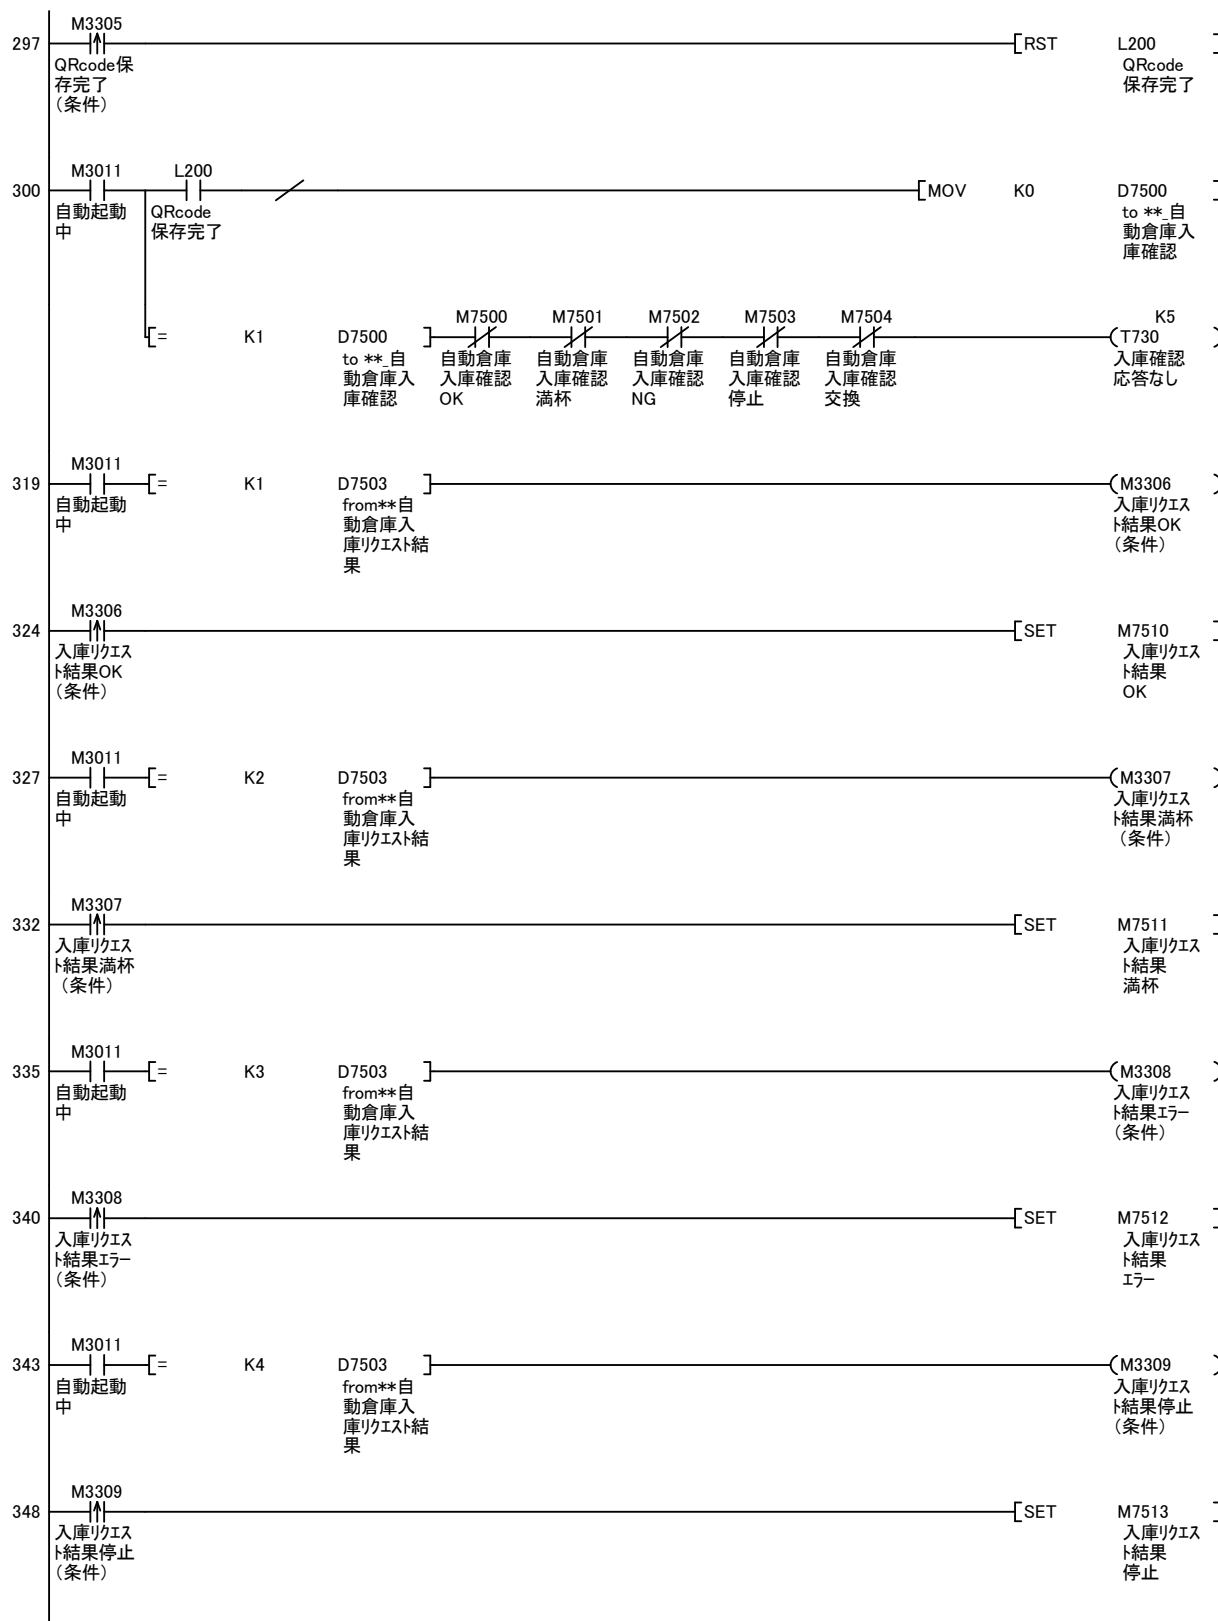 M3305
297
RST L200
QRcode保
存完了
（条件）
QRcode
保存完了
M3011 L200
300
MOV K0 D7500
自動起動
中
QRcode
保存完了
to **_自
動倉庫入
庫確認
M7500 M7501 M7502 M7503 M7504 K5
= K1 D7500
T730
to **_自
動倉庫入
庫確認
自動倉庫
入庫確認
OK
自動倉庫
入庫確認
満杯
自動倉庫
入庫確認
NG
自動倉庫
入庫確認
停止
自動倉庫
入庫確認
交換
入庫確認
応答なし
M3011
319
= K1 D7503
M3306
自動起動
中
from**自
動倉庫入
庫ﾘｸｴｽﾄ結
果
入庫ﾘｸｴｽ
ﾄ結果OK
（条件）
M3306
324
SET M7510
入庫ﾘｸｴｽ
ﾄ結果OK
（条件）
入庫ﾘｸｴｽ
ﾄ結果
OK
M3011
327
= K2 D7503
M3307
自動起動
中
from**自
動倉庫入
庫ﾘｸｴｽﾄ結
果
入庫ﾘｸｴｽ
ﾄ結果満杯
（条件）
M3307
332
SET M7511
入庫ﾘｸｴｽ
ﾄ結果満杯
（条件）
入庫ﾘｸｴｽ
ﾄ結果
満杯
M3011
335
= K3 D7503
M3308
自動起動
中
from**自
動倉庫入
庫ﾘｸｴｽﾄ結
果
入庫ﾘｸｴｽ
ﾄ結果ｴﾗｰ
（条件）
M3308
340
SET M7512
入庫ﾘｸｴｽ
ﾄ結果ｴﾗｰ
（条件）
入庫ﾘｸｴｽ
ﾄ結果
ｴﾗｰ
M3011
343
= K4 D7503
M3309
自動起動
中
from**自
動倉庫入
庫ﾘｸｴｽﾄ結
果
入庫ﾘｸｴｽ
ﾄ結果停止
（条件）
M3309
348
SET M7513
入庫ﾘｸｴｽ
ﾄ結果停止
（条件）
入庫ﾘｸｴｽ
ﾄ結果
停止